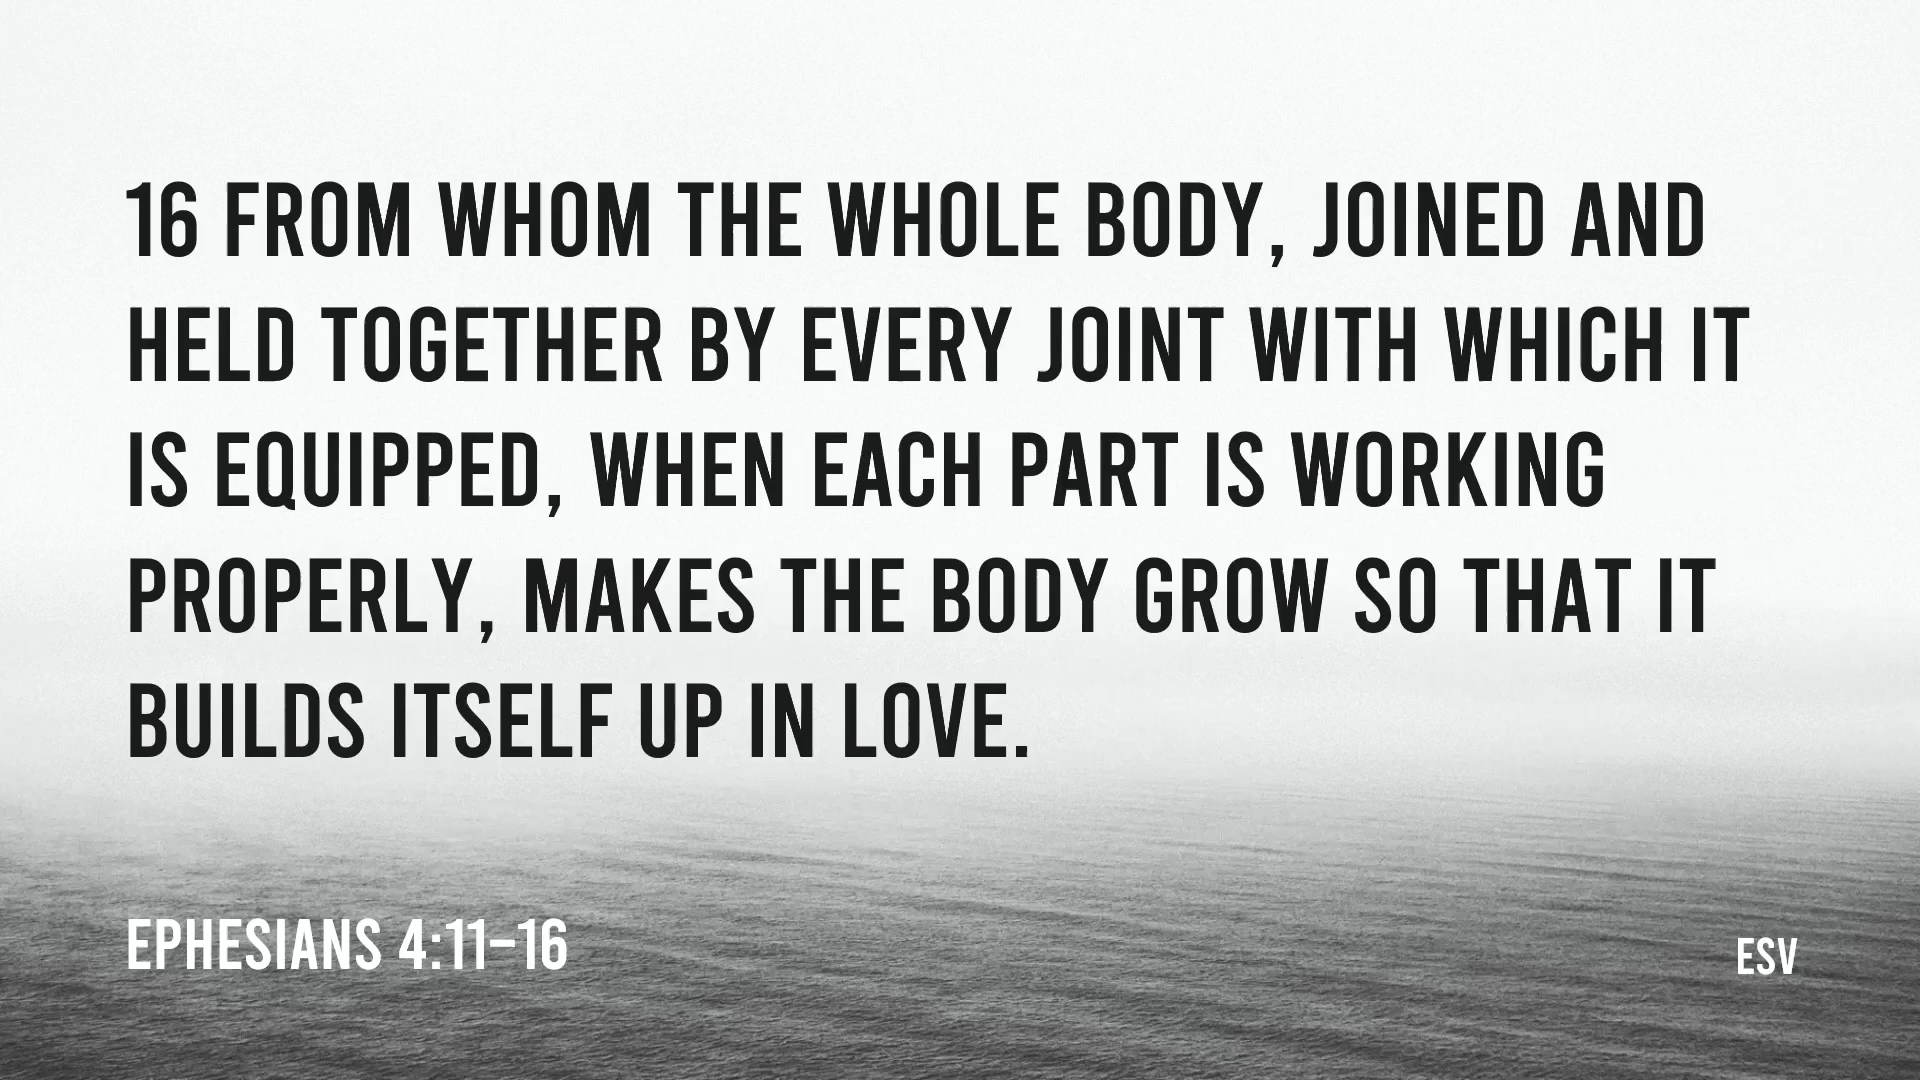 16 FROM WHOM THE WHOLE BODY, JOINED AND
HELD TOGETHER BY EVERY JOINT WITH WHICH IT
IS EQUIPPED, WHEN EACH PART IS WORKING
PROPERLY, MAKES THE BODY GROW SO THAT IT
BUILDS ITSELF UP IN LOVE.
EPHESIANS 4:11–16
ESV